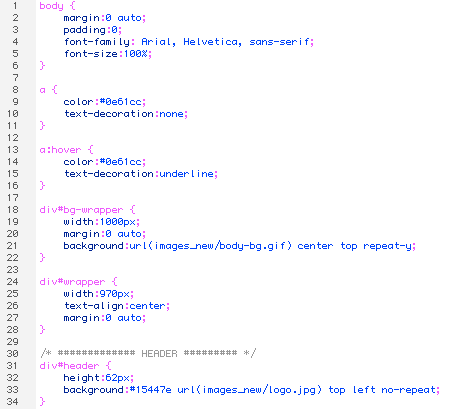 1 body {
2     margin:0 auto;
3     padding:0;
4     font-family: Arial, Helvetica, sans-serif;
5     font-size:100%;
6 }
7
8 a {
9     color:#0e61cc;
10     text-decoration:none;
11 }
12
13 a:hover {
14     color:#0e61cc;
15     text-decoration:underline;
16 }
17
18 div#bg-wrapper {
19     width:1000px;
20     margin:0 auto;
21     background:url(images_new/body-bg.gif) center top repeat-y;
22 }
23
24 div#wrapper {
25     width:970px;
26     text-align:center;
27     margin:0 auto;
28 }
29
30 /* ############# HEADER ######### */
31 div#header {
32     height:62px;
33     background:#15447e url(images_new/logo.jpg) top left no-repeat;
34 }